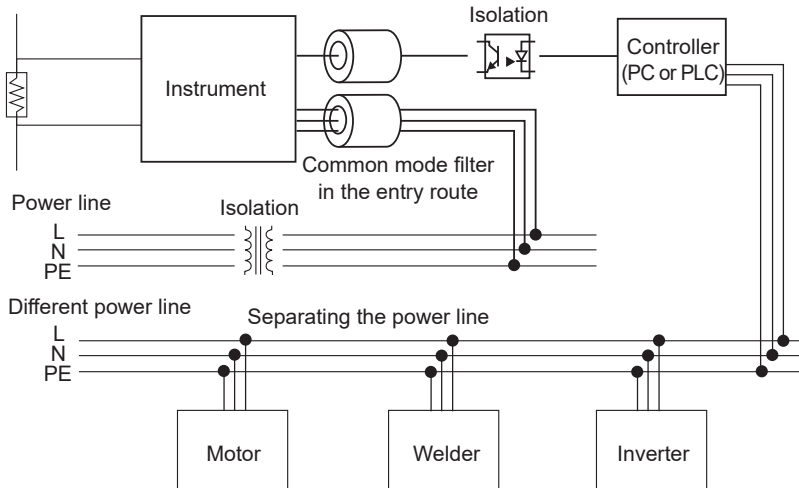 Isolation
Instrument
Controller
(PC or PLC)
Common mode filter
in the entry route
Power line
Isolation
L
N
PE
Different power line
Separating the power line
L
N
PE
Motor
Welder
Inverter